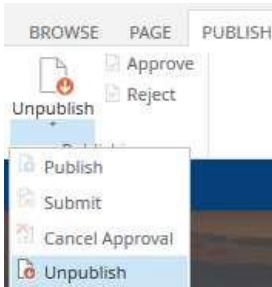 BROWSE PAGE PUBLISH
Approve
Unpublish
Reject
Publish
Submit
Cancel Approval
Unpublish